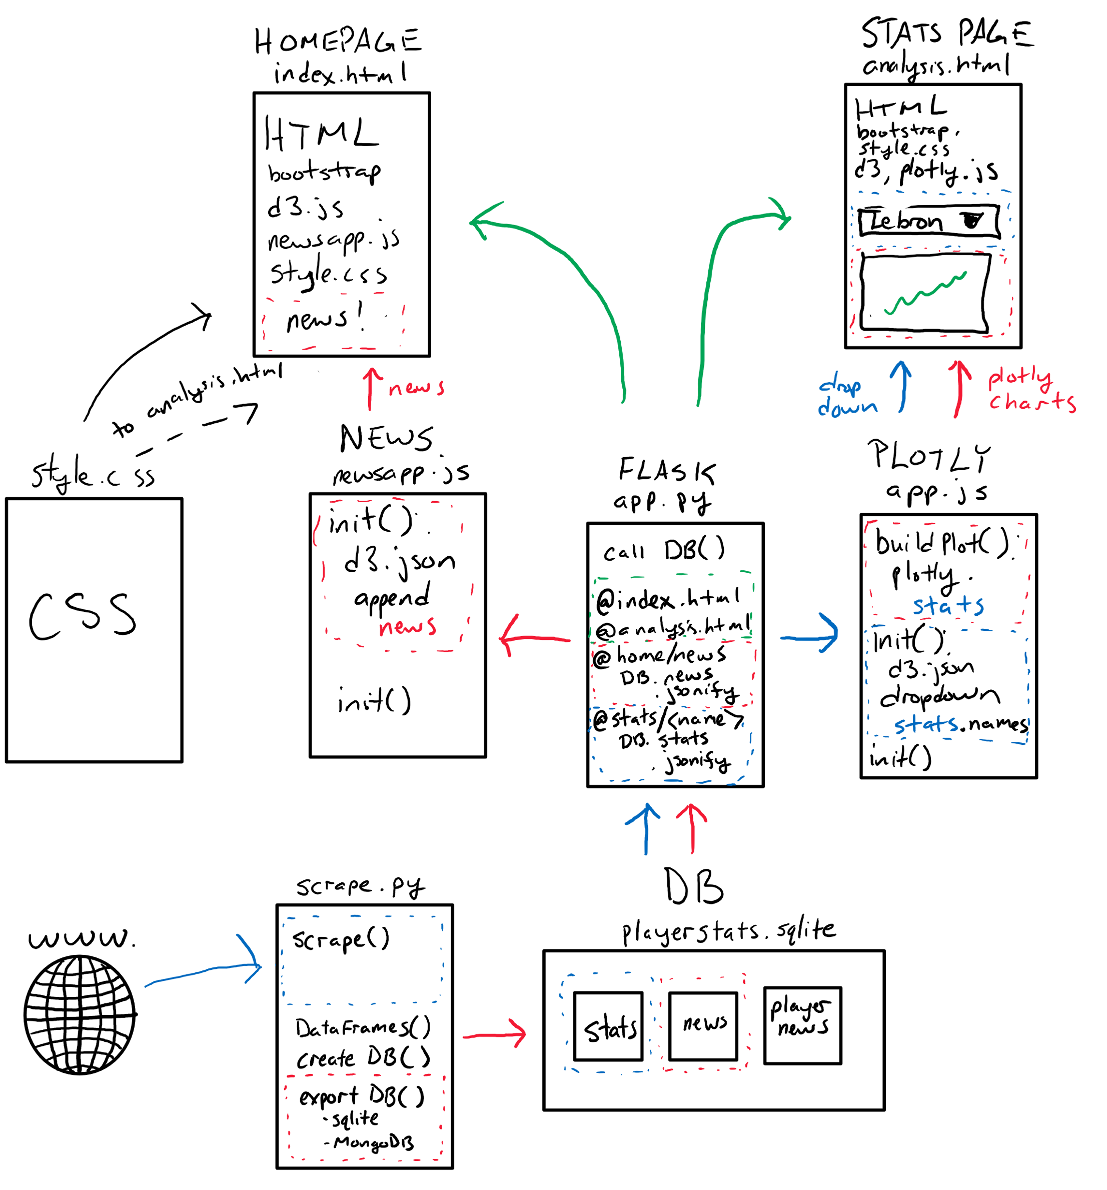 HOMEPAGE
index.html
HTML
bootstrap
d3.js
newsapp.js
style.css
news!
STATS PAGE
analysis.html
HTML
bootstrap.
style.css
d3, plotly.js
Lebron
to analysis.html
news
drop
down
plotly
charts
style.css
CSS
NEWS
newsapp.js
init():
d3.json
append
news
init()
FLASK
app.py
call DB()
@index.html
@analysis.html
@home/news
DB.news
.jsonify
@stats/<name>
DB.stats
.jsonify
PLOTLY
app.js
buildPlot():
plotly.
stats
init():
d3.json
dropdown
stats.names
init()
www.
scrape.py
scrape()
DataFrames()
create DB()
export DB()
-sqlite
-MongoDB
DB
playerstats.sqlite
stats
news
player
news